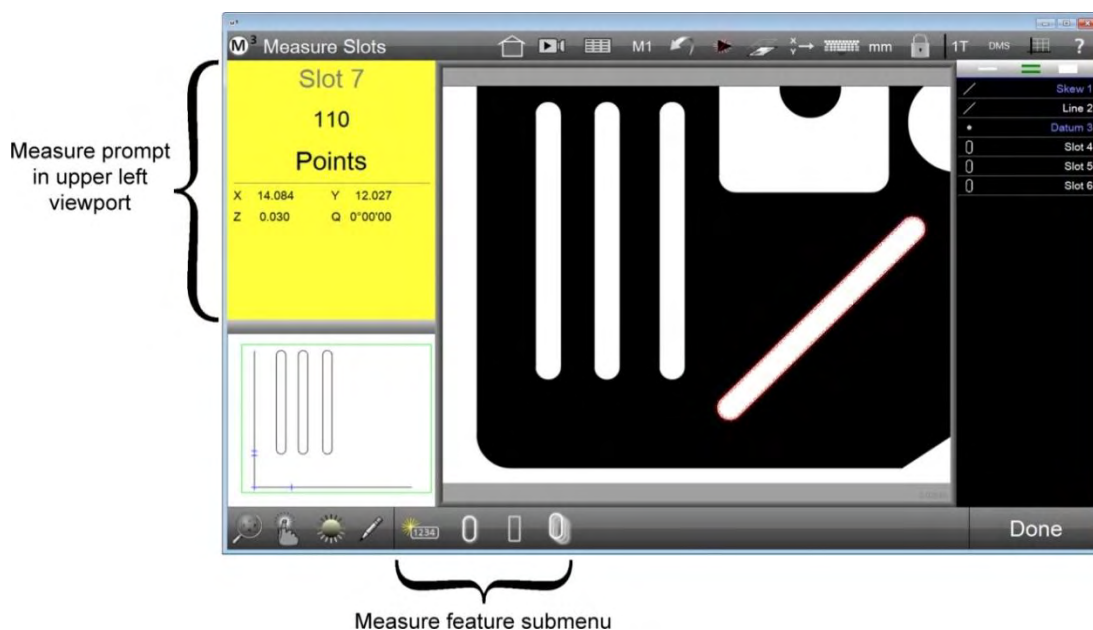 M3 Measure Slots
M1
mm
1T
DMS
?
Slot 7
110
Points
X 14.084 Y 12.027
Z 0.030 Q 0°00'00
Measure prompt
in upper left
viewport
Skew 1
Line 2
Datum 3
Slot 4
Slot 5
Slot 6
1234
Done
Measure feature submenu